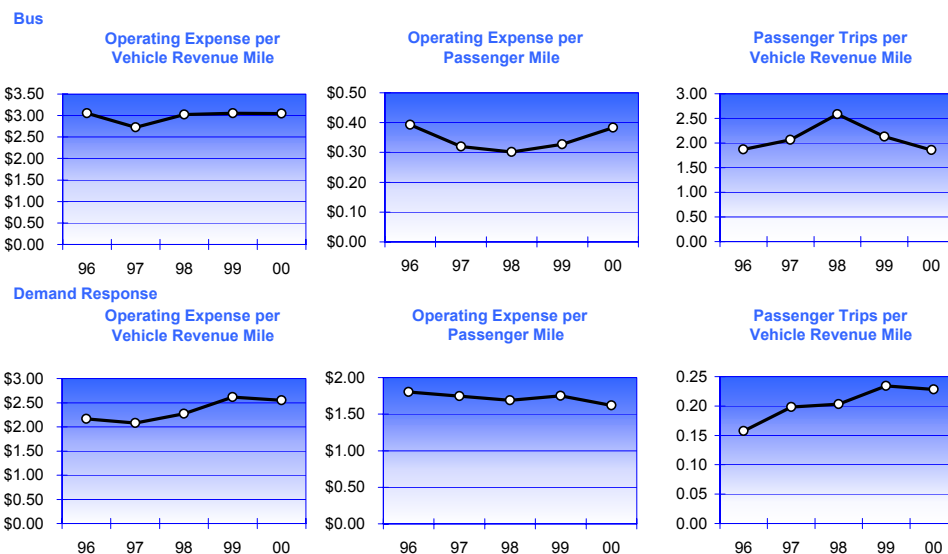 Bus
Operating Expense per
Vehicle Revenue Mile
$3.50
$3.00
$2.50
$2.00
$1.50
$1.00
$0.50
$0.00
96 97 98 99 00
Operating Expense per
Passenger Mile
$0.50
$0.40
$0.30
$0.20
$0.10
$0.00
96 97 98 99 00
Passenger Trips per
Vehicle Revenue Mile
3.00
2.50
2.00
1.50
1.00
0.50
0.00
96 97 98 99 00
Demand Response
Operating Expense per
Vehicle Revenue Mile
$3.00
$2.50
$2.00
$1.50
$1.00
$0.50
$0.00
96 97 98 99 00
Operating Expense per
Passenger Mile
$2.00
$1.50
$1.00
$0.50
$0.00
96 97 98 99 00
Passenger Trips per
Vehicle Revenue Mile
0.25
0.20
0.15
0.10
0.05
0.00
96 97 98 99 00